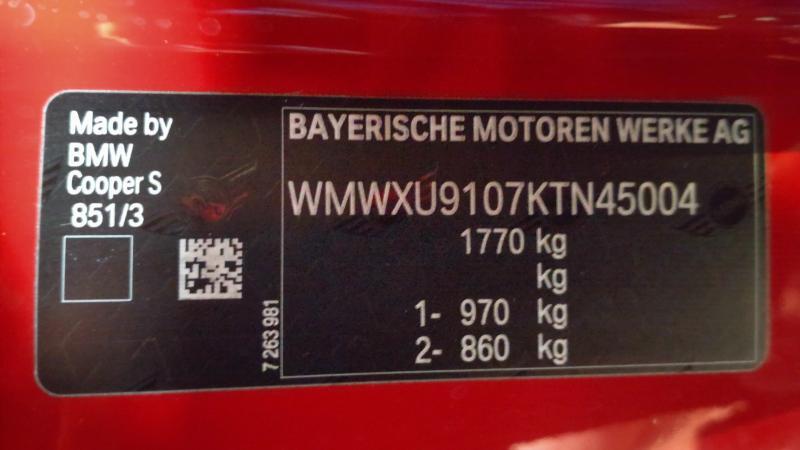 Made by
BMW
Cooper S
851/3
7 263 981
BAYERISCHE MOTOREN WERKE AG
WMWXU9107KTN45004
1770 kg
kg
1- 970 kg
2- 860 kg